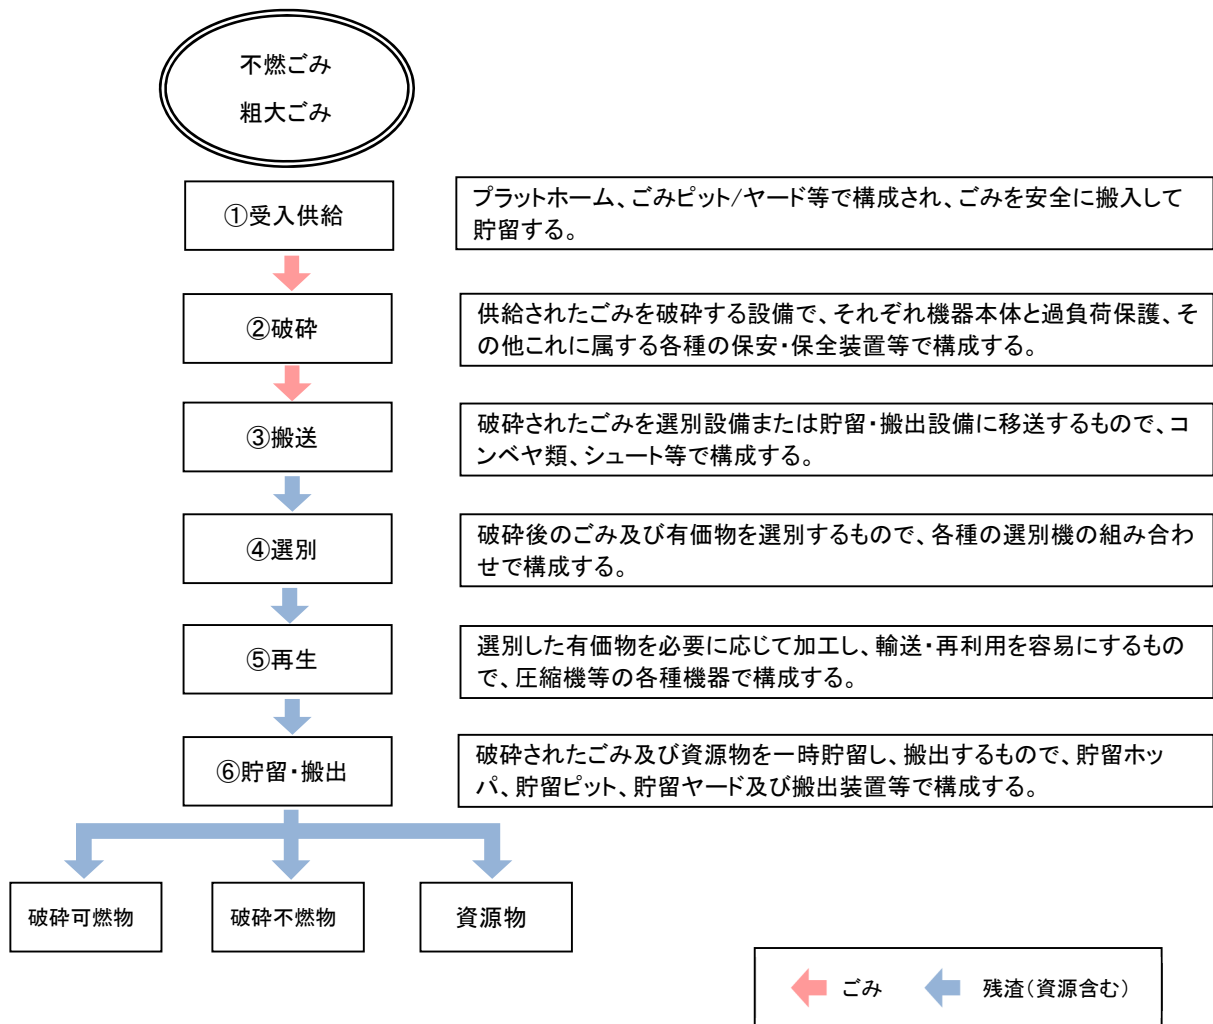 不燃ごみ
粗大ごみ
①受入供給
プラットホーム、ごみピット/ヤード等で構成され、ごみを安全に搬入して
貯留する。
②破砕
供給されたごみを破砕する設備で、それぞれ機器本体と過負荷保護、そ
の他これに属する各種の保安・保全装置等で構成する。
③搬送
破砕されたごみを選別設備または貯留・搬出設備に移送するもので、コ
ンベヤ類、シュート等で構成する。
④選別
破砕後のごみ及び有価物を選別するもので、各種の選別機の組み合わ
せで構成する。
⑤再生
選別した有価物を必要に応じて加工し、輸送・再利用を容易にするもの
で、圧縮機等の各種機器で構成する。
⑥貯留・搬出
破砕されたごみ及び資源物を一時貯留し、搬出するもので、貯留ホッ
パ、貯留ピット、貯留ヤード及び搬出装置等で構成する。
破砕可燃物
破砕不燃物
資源物
ごみ
残渣(資源含む)